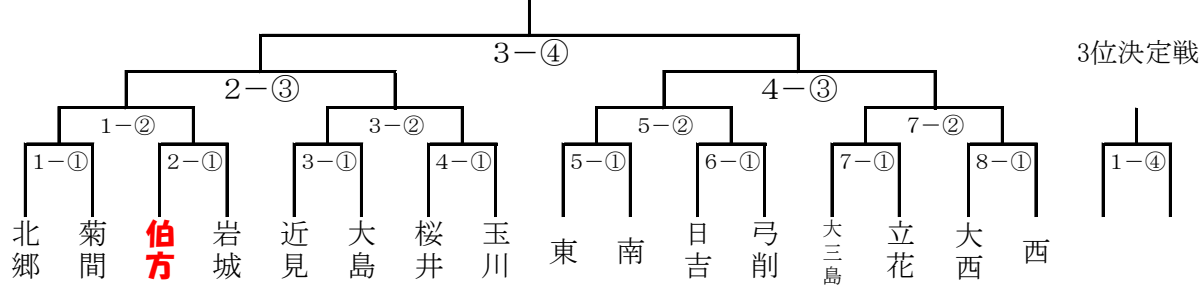 3－④
3位決定戦
2－③
4－③
1－②
3－②
5－②
7－②
1－①
2－①
3－①
4－①
5－①
6－①
7－①
8－①
1－④
北郷
菊間
伯方
岩城
近見
大島
桜井
玉川
東
南
日吉
弓削
大三島
立花
大西
西